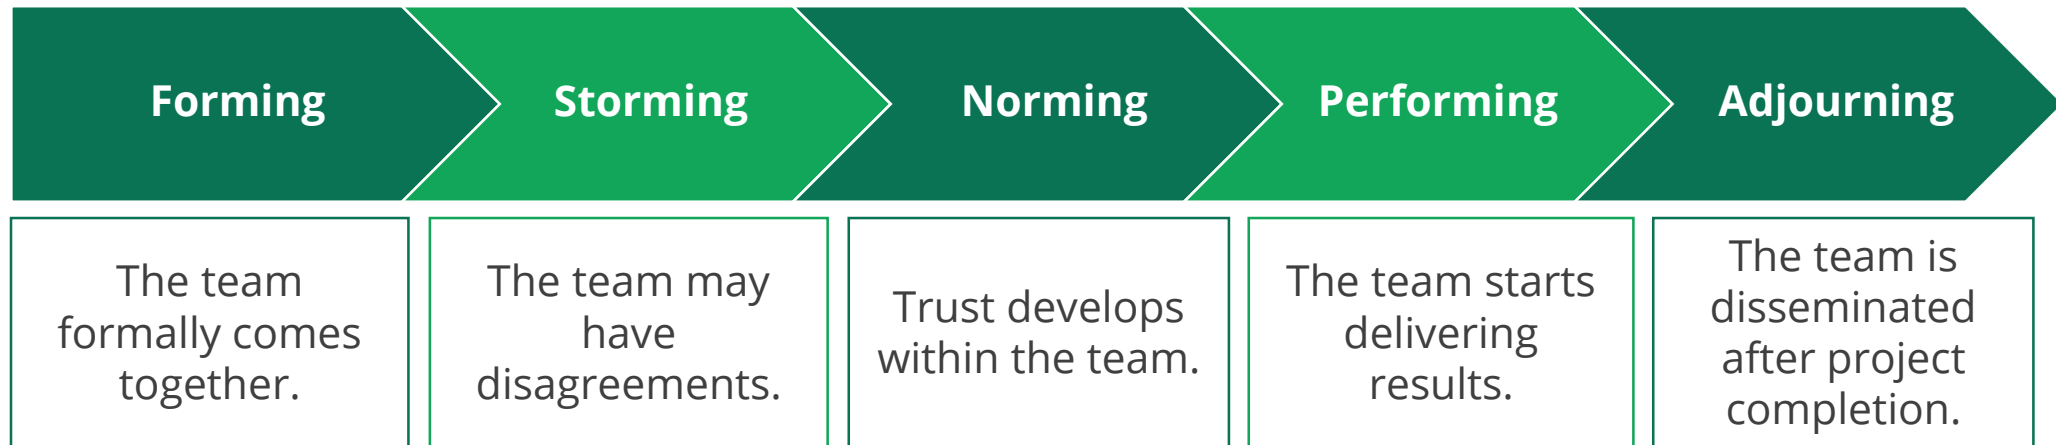 Forming
Storming
Norming
Performing
Adjourning
The team
formally comes
together.
The team may
have
disagreements.
Trust develops
within the team.
The team starts
delivering
results.
The team is
disseminated
after project
completion.